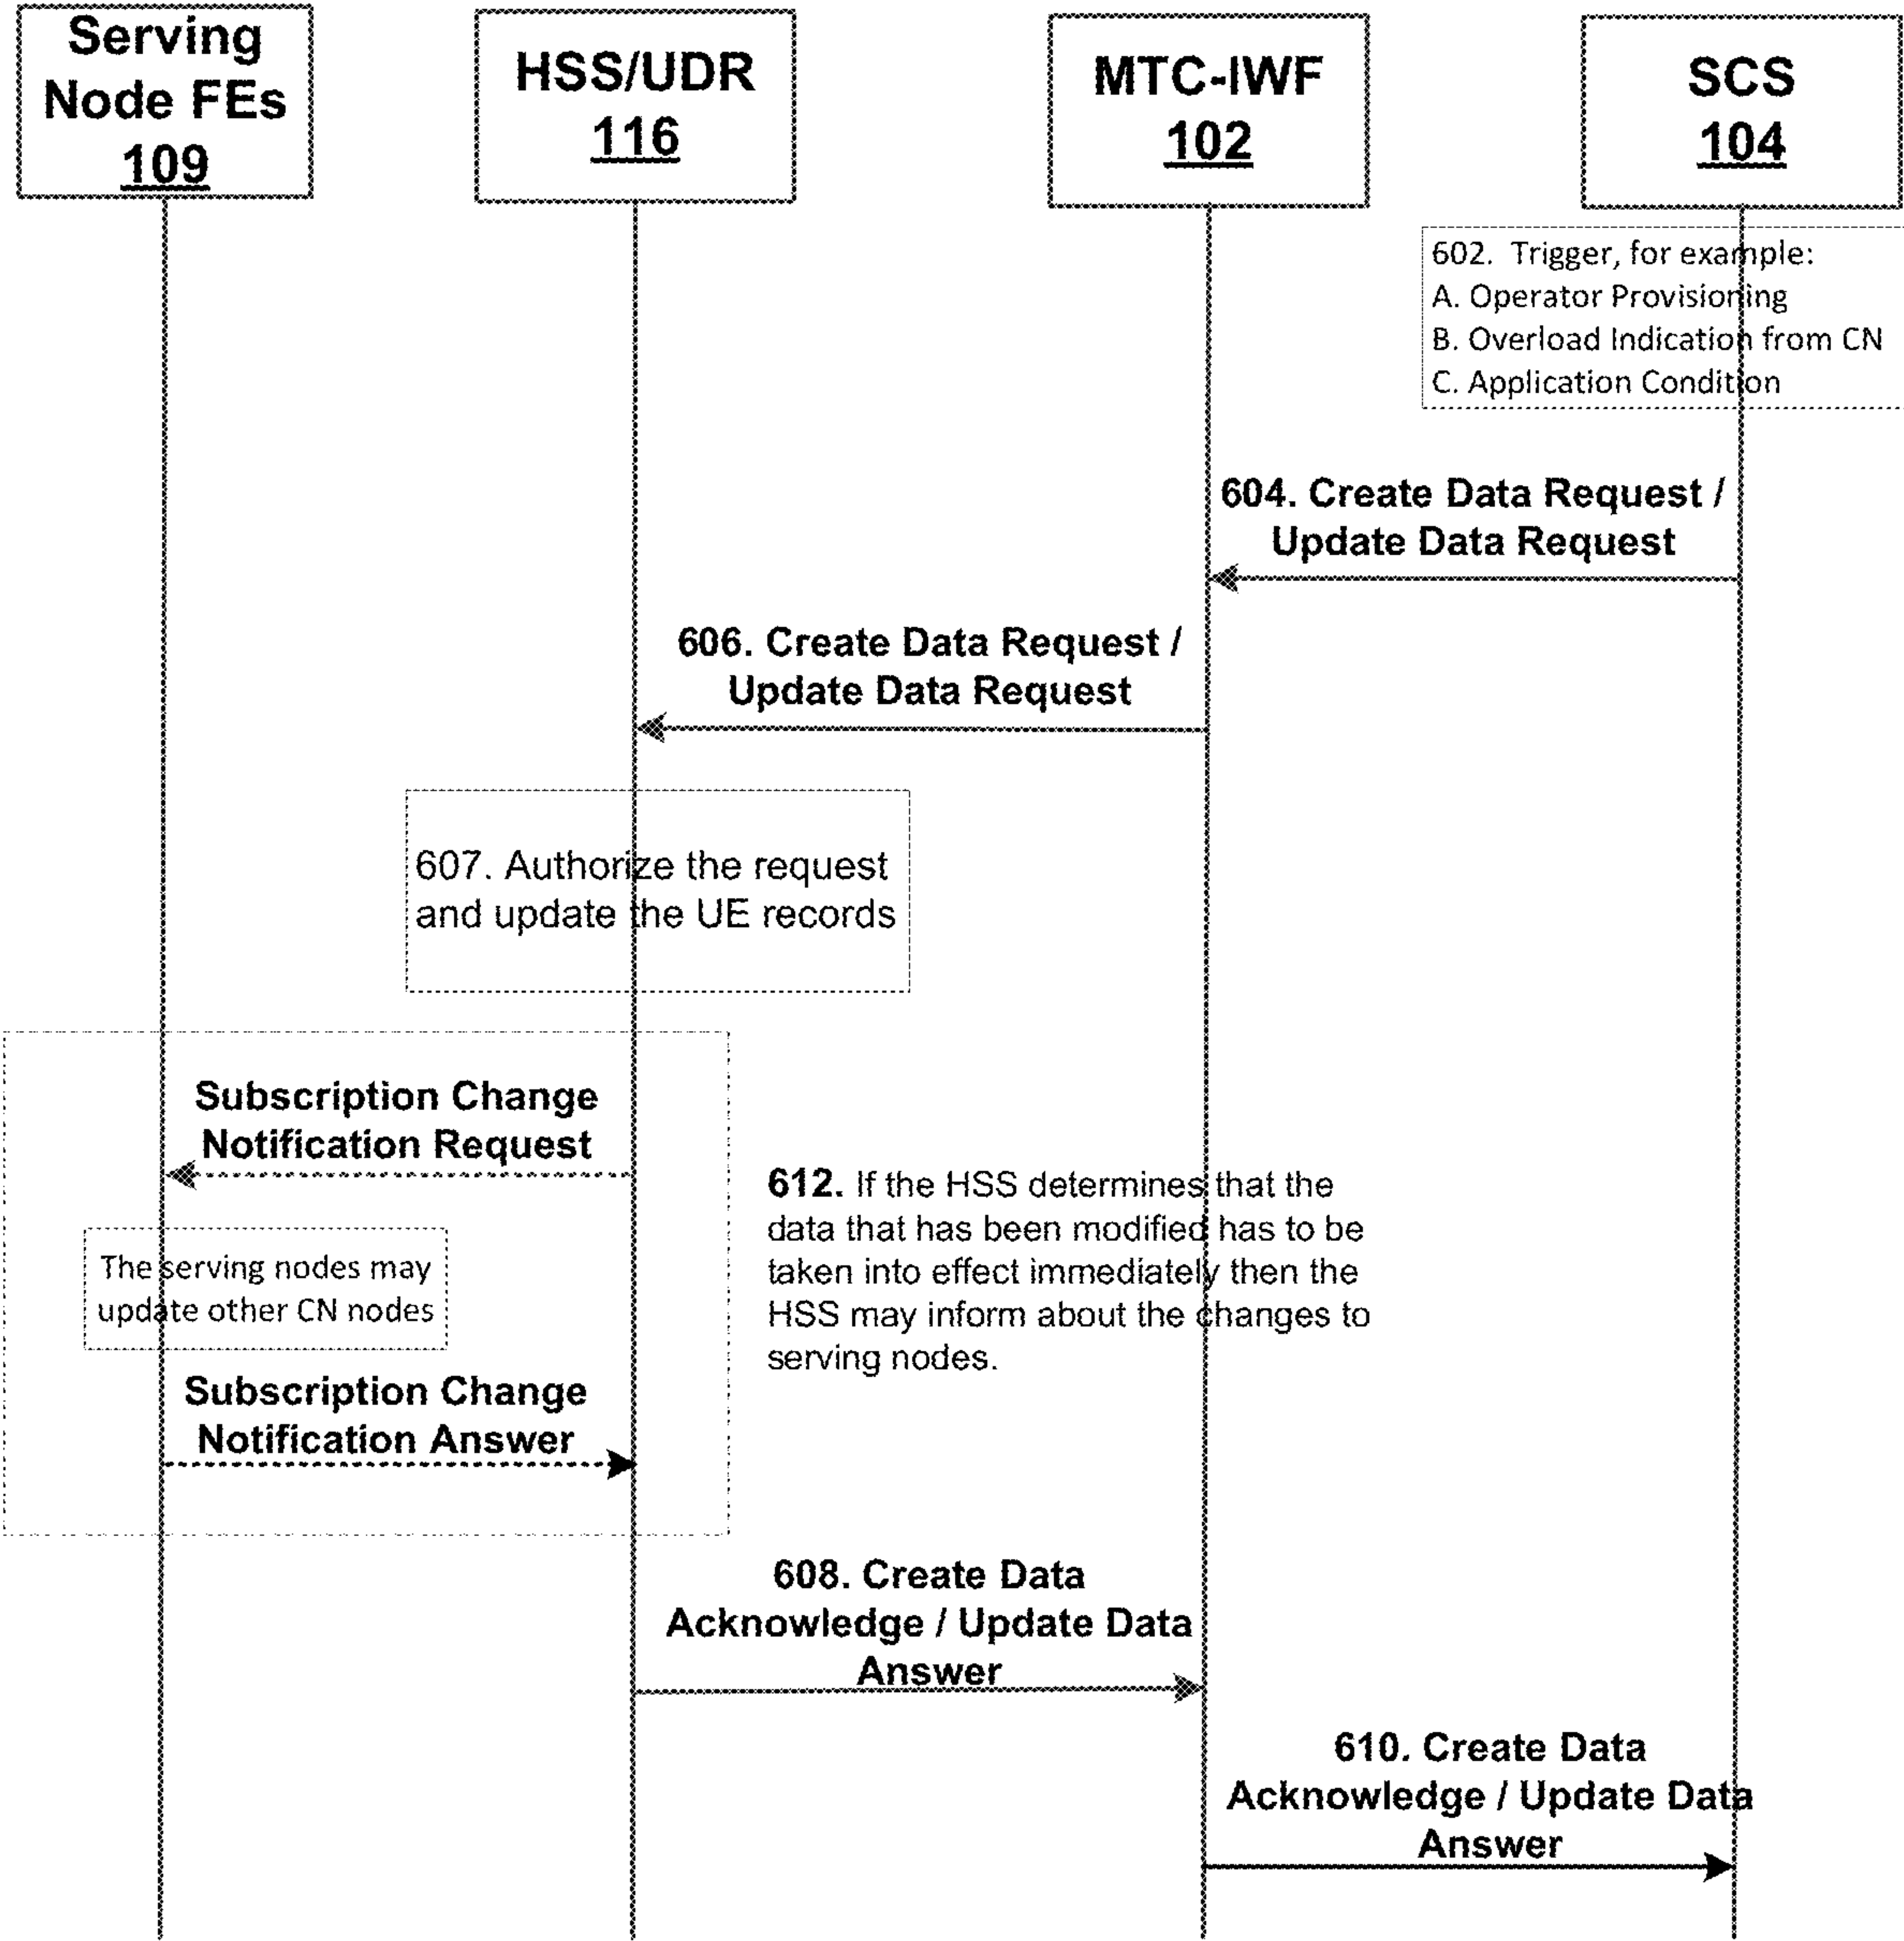 Serving
Node FEs
109
HSS/UDR
116
MTC-IWF
102
SCS
104
602. Trigger, for example:
A. Operator Provisioning
B. Overload Indication from CN
C. Application Condition
604. Create Data Request /
Update Data Request
606. Create Data Request /
Update Data Request
607. Authorize the request
and update the UE records
Subscription Change
Notification Request
612. If the HSS determines that the
data that has been modified has to be
taken into effect immediately then the
HSS may inform about the changes to
serving nodes.
The serving nodes may
update other CN nodes
Subscription Change
Notification Answer
608. Create Data
Acknowledge / Update Data
Answer
610. Create Data
Acknowledge / Update Data
Answer